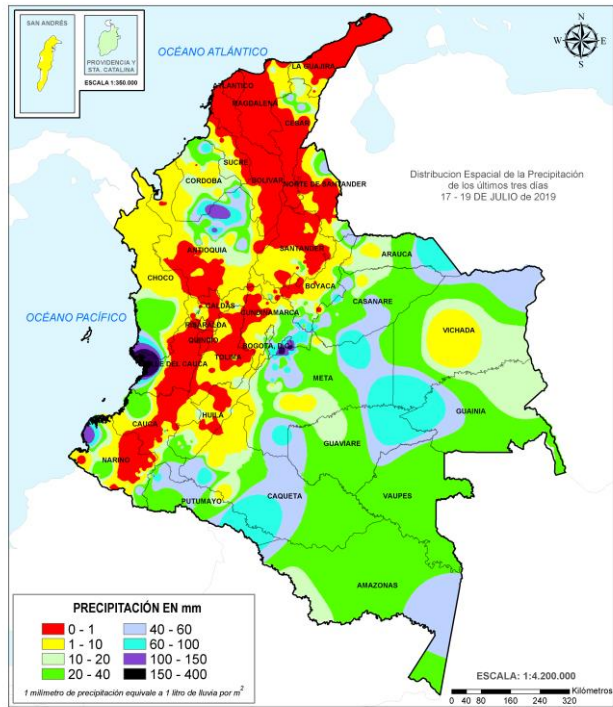 SAN ANDRÉS
PROVIDENCIA Y
STA. CATALINA
ESCALA 1:350.000
OCÉANO ATLÁNTICO
N
W
E
S
LA GUAJIRA
ATLANTICO
MAGDALENA
CESAR
SUCRE
CORDOBA
BOLIVAR
NORTE DE SANTANDER
Distribucion Espacial de la Precipitación
de los últimos tres días
17 - 19 DE JULIO de 2019
ANTIOQUIA
SANTANDER
ARAUCA
CHOCO
BOYACA
CASANARE
OCÉANO PACÍFICO
CALDAS
CUNDINAMARCA
RISARALDA
VICHADA
QUINDIO
BOGOTA, D.C.
TOLIMA
E DEL CAUCA
META
GUAINIA
CAUCA
HUILA
GUAVIARE
NARIÑO
CAQUETA
VAUPES
PUTUMAYO
AMAZONAS
PRECIPITACIÓN EN mm
0 - 1
40 - 60
1 - 10
60 - 100
10 - 20
100 - 150
20 - 40
150 - 400
1 milimetro de precipitación equivale a 1 litro de lluvia por m2
ESCALA: 1:4.200.000
Kilómetros
0 40 80 160 240 320